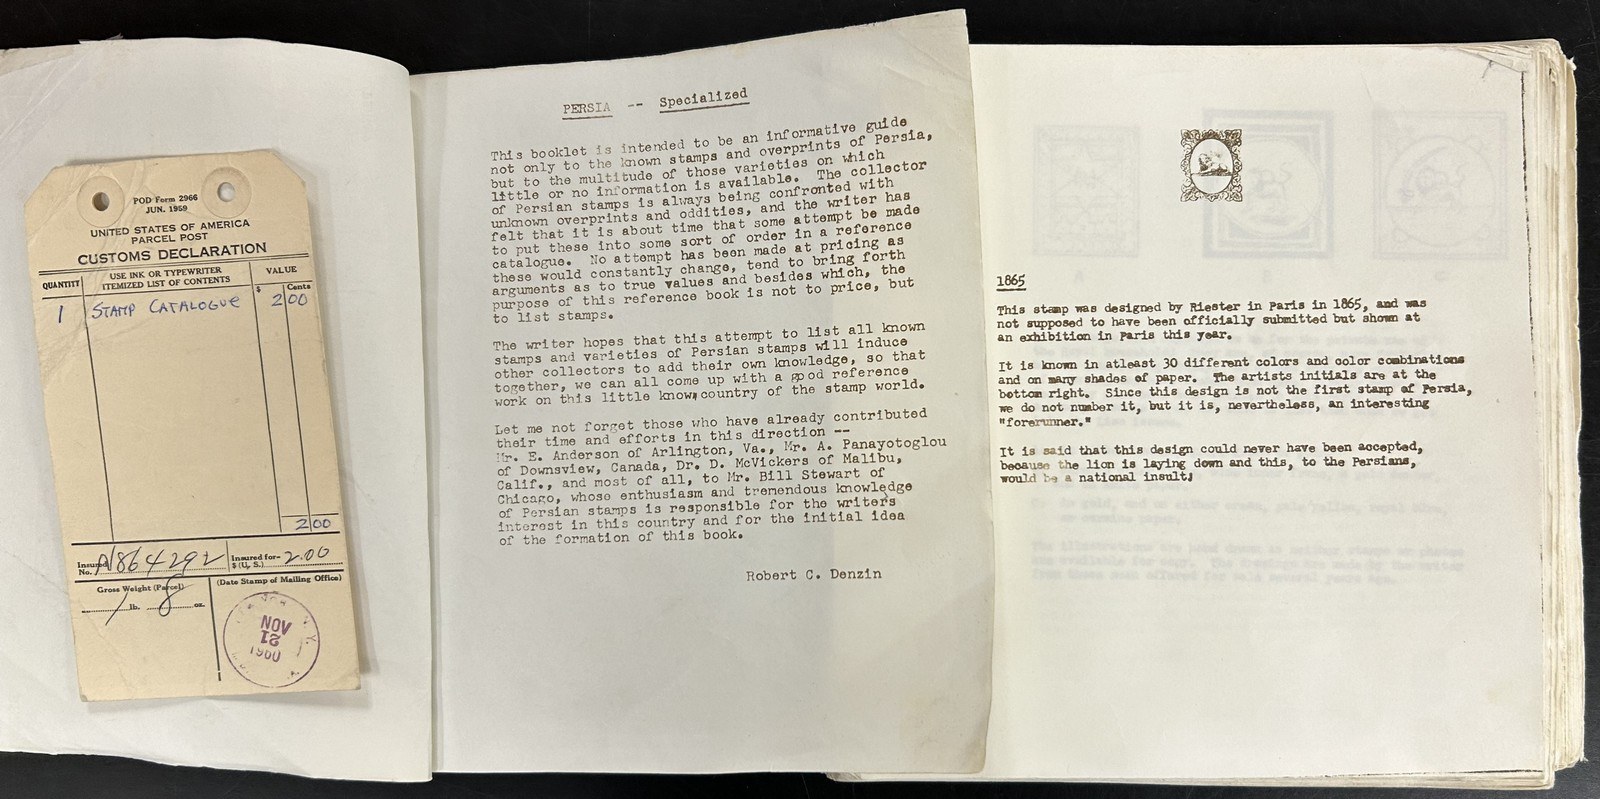 POD Form 2966
JUN. 1959
UNITED STATES OF AMERICA
PARCEL POST
CUSTOMS DECLARATION
QUANTITY
USE INK OR TYPEWRITER
ITEMIZED LIST OF CONTENTS
VALUE
$ Cents
1 STAMP CATALOGUE 2 00
2 00
Insured No. 864292
Insured for— $ (U. S.) 2.00
Gross Weight (Parcel)
1 lb. 8 oz.
(Date Stamp of Mailing Office)
NOV
21
1960
PERSIA -- Specialized
This booklet is intended to be an informative guide
not only to the known stamps and overprints of Persia,
but to the multitude of those varieties on which
little or no information is available. The collector
of Persian stamps is always being confronted with
unknown overprints and oddities, and the writer has
felt that it is about time that some attempt be made
to put these into some sort of order in a reference
catalogue. No attempt has been made at pricing as
these would constantly change, tend to bring forth
arguments as to true values and besides which, the
purpose of this reference book is not to price, but
to list stamps.
The writer hopes that this attempt to list all known
stamps and varieties of Persian stamps will induce
other collectors to add their own knowledge, so that
together, we can all come up with a good reference
work on this little known country of the stamp world.
Let me not forget those who have already contributed
their time and efforts in this direction --
Mr. E. Anderson of Arlington, Va., Mr. A. Panayotoglou
of Downsview, Canada, Dr. D. McVickers of Malibu,
Calif., and most of all, to Mr. Bill Stewart of
Chicago, whose enthusiasm and tremendous knowledge
of Persian stamps is responsible for the writers
interest in this country and for the initial idea
of the formation of this book.
Robert C. Denzin
1865
This stamp was designed by Riester in Paris in 1865, and was
not supposed to have been officially submitted but shown at
an exhibition in Paris this year.
It is known in atleast 30 different colors and color combinations
and on many shades of paper. The artists initials are at the
bottom right. Since this design is not the first stamp of Persia,
we do not number it, but it is, nevertheless, an interesting
"forerunner."
It is said that this design could never have been accepted,
because the lion is laying down and this, to the Persians,
would be a national insult!